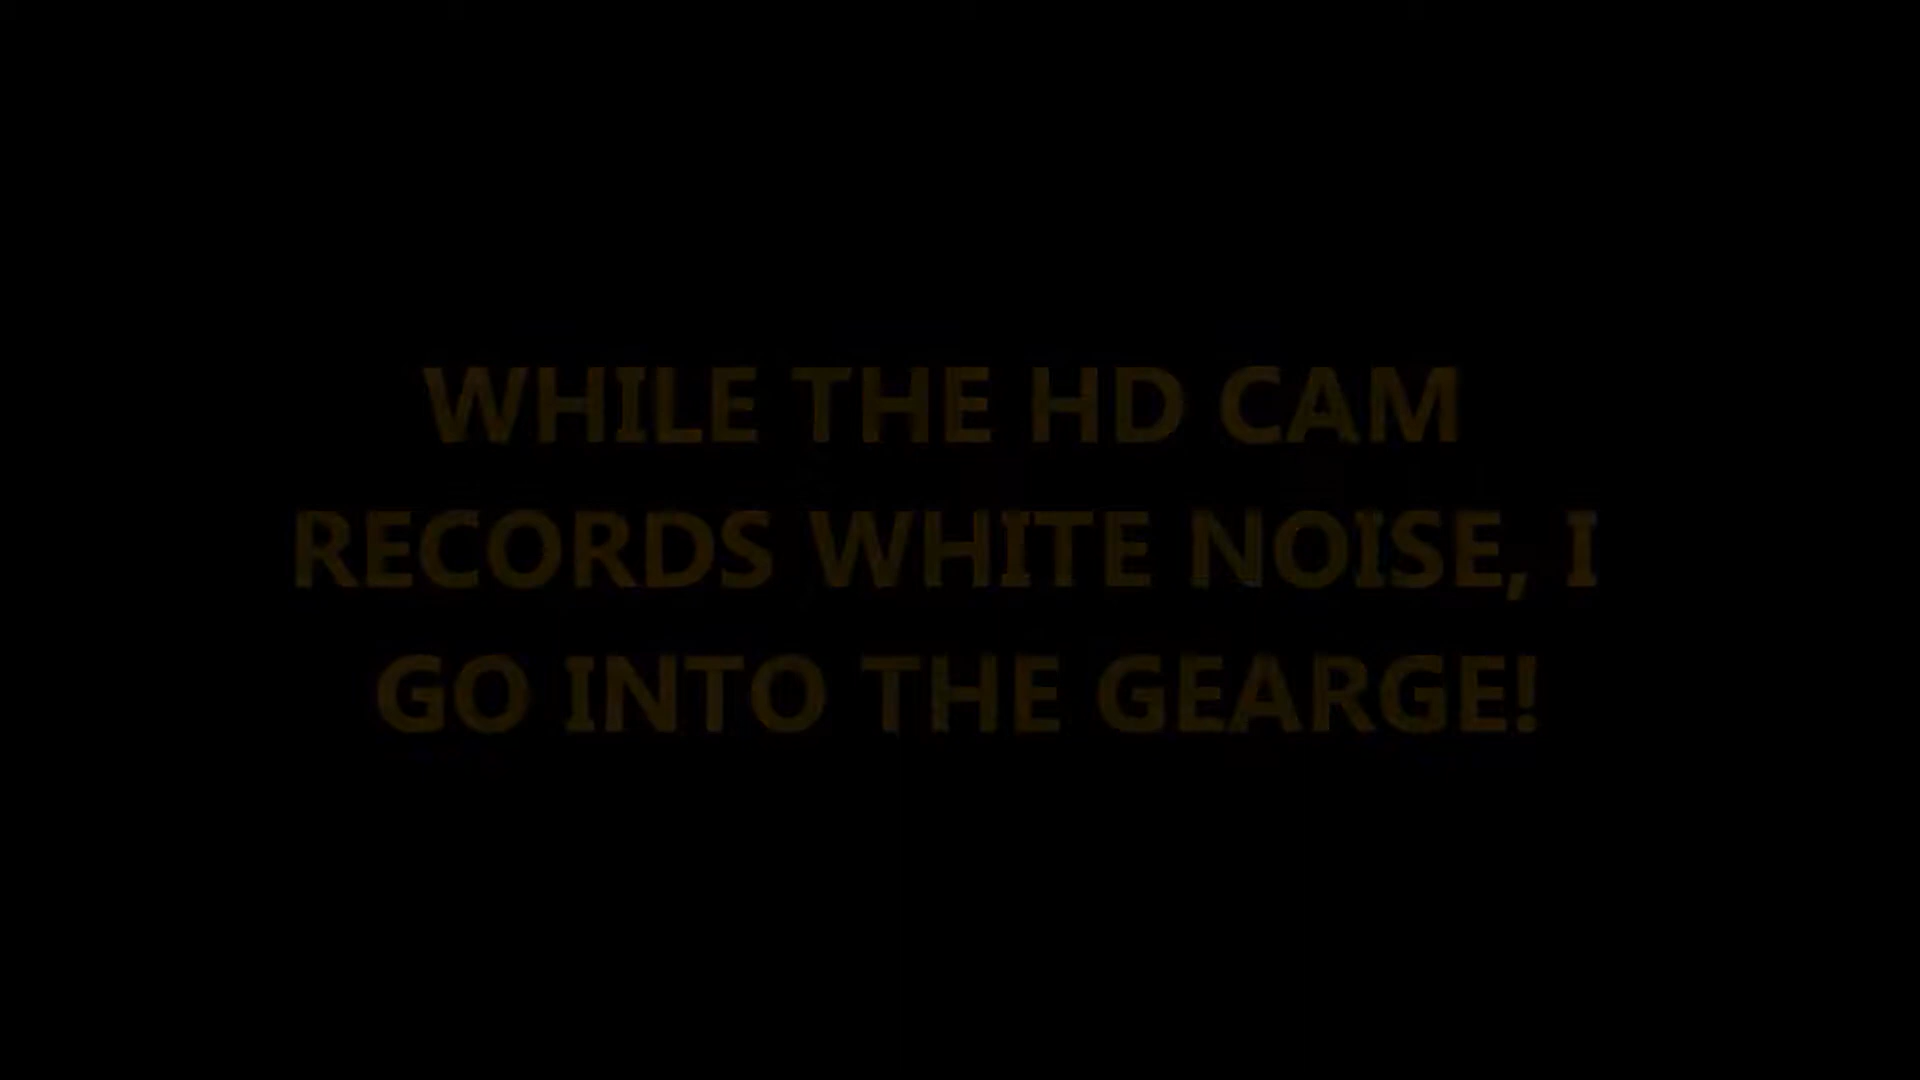 WHILE THE HD CAM
RECORDS WHITE NOISE, I
GO INTO THE GEARGE!